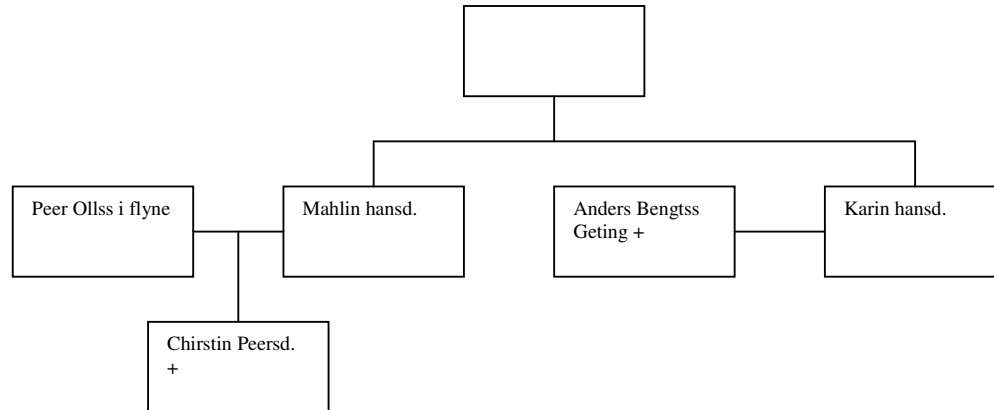 Peer Ollss i flyne
Mahlin hansd.
Anders Bengtss
Geting +
Karin hansd.
Chirstin Peersd.
+